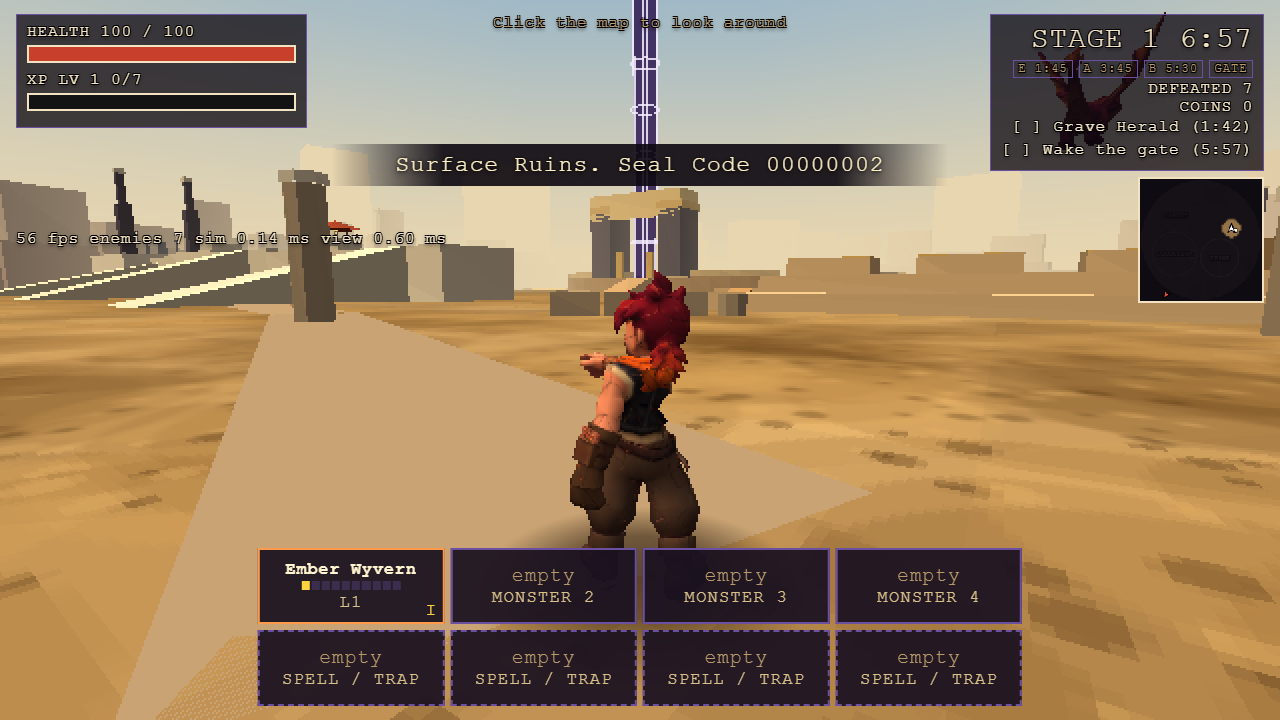 Click the map to look around
HEALTH 100 / 100
XP LV 1 0/7
STAGE 1 6:57
E 1:45 A 3:45 B 5:30 GATE
DEFEATED 7
COINS 0
[ ] Grave Herald (1:42)
[ ] Wake the gate (5:57)
Surface Ruins. Seal Code 00000002
56 fps enemies 7 sim 0.14 ms view 0.60 ms
Ember Wyvern
L1
I
empty
MONSTER 2
empty
MONSTER 3
empty
MONSTER 4
empty
SPELL / TRAP
empty
SPELL / TRAP
empty
SPELL / TRAP
empty
SPELL / TRAP